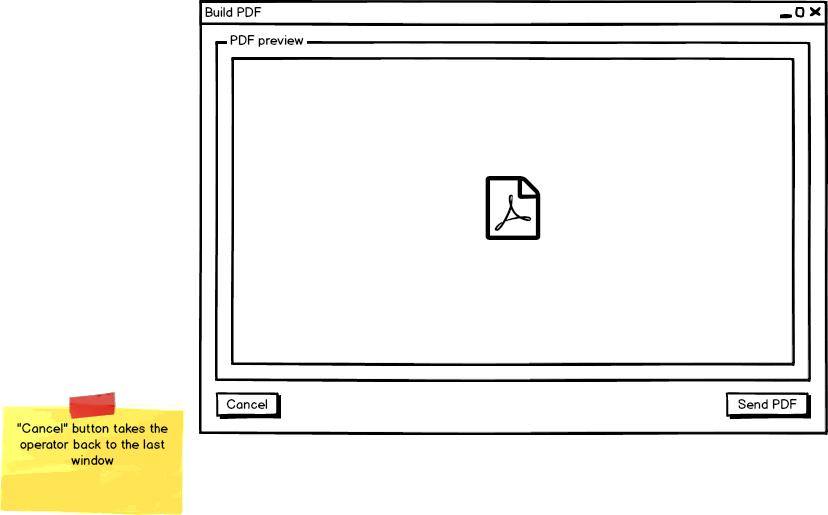 Build PDF
PDF preview
Cancel
Send PDF
"Cancel" button takes the
operator back to the last
window